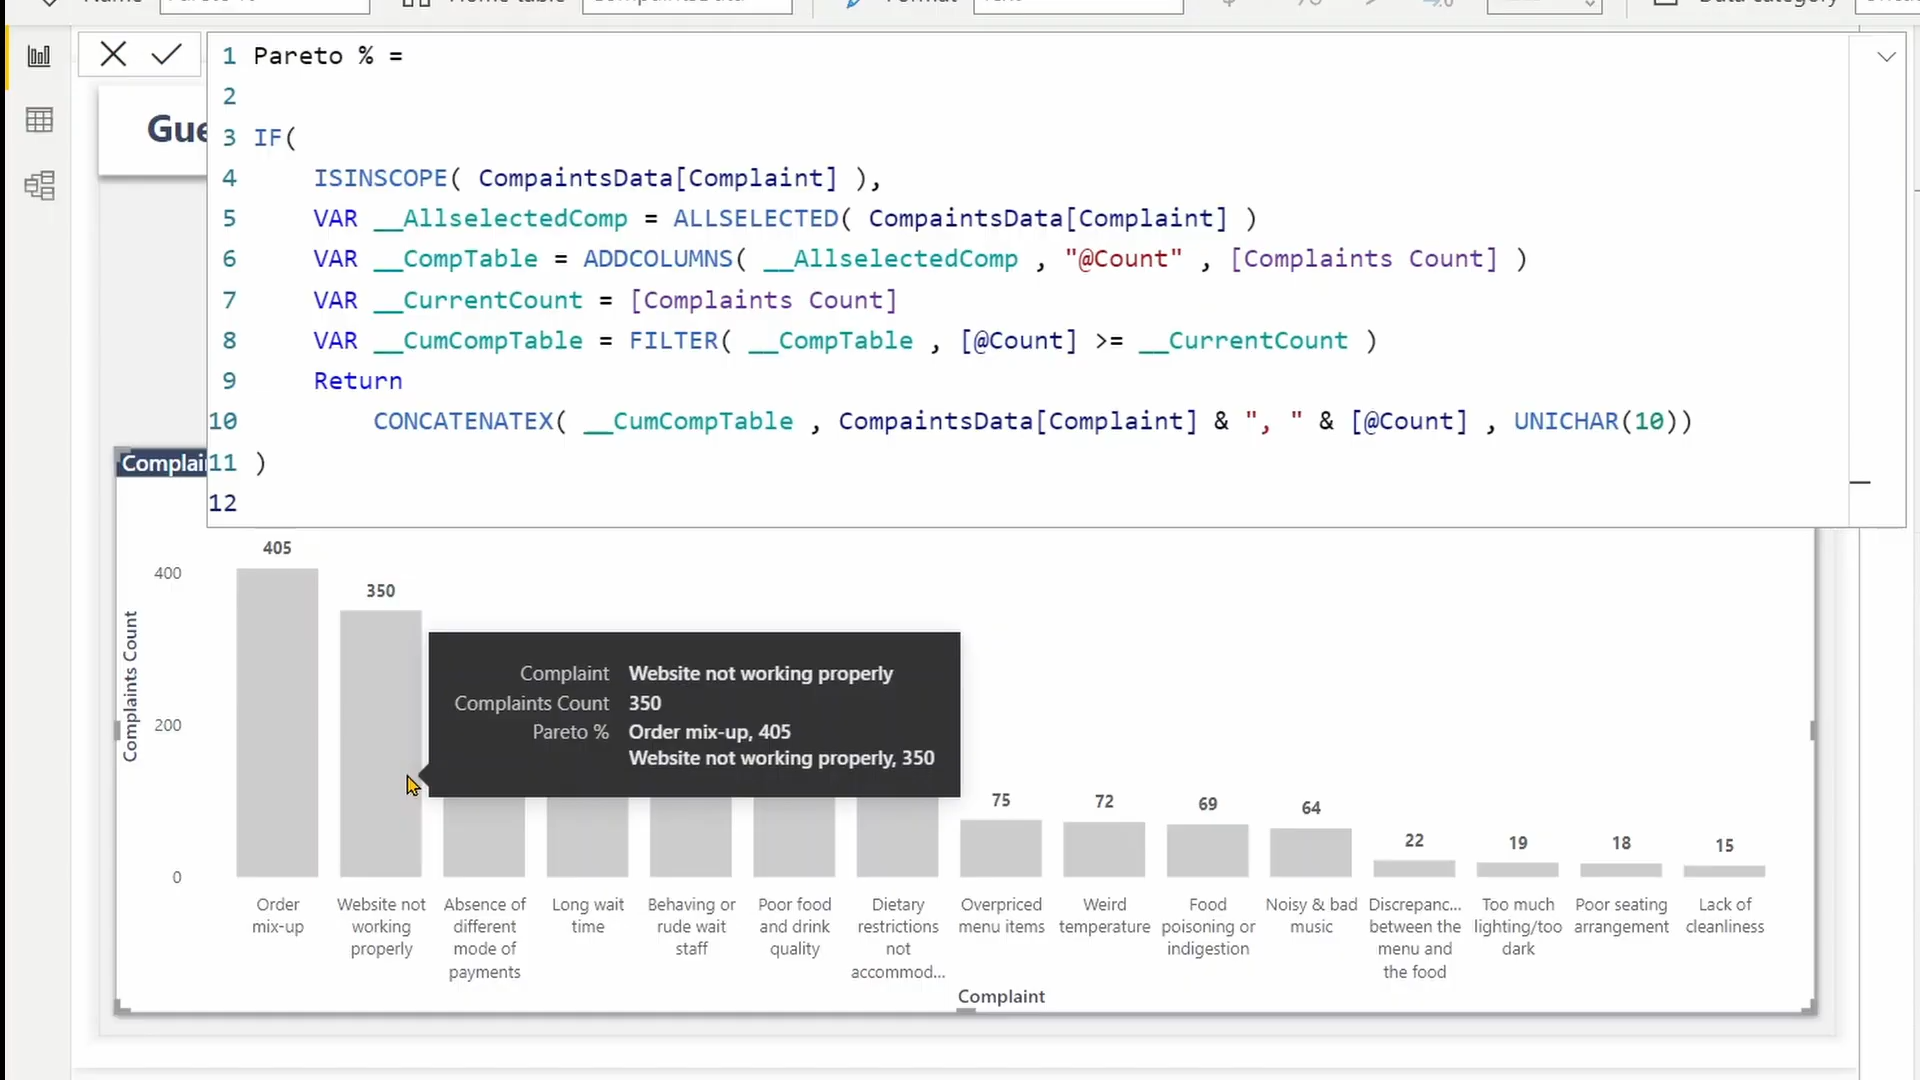 1 Pareto % =
2
3 IF(
4 ISINSCOPE( CompaintsData[Complaint] ),
5 VAR __AllselectedComp = ALLSELECTED( CompaintsData[Complaint] )
6 VAR __CompTable = ADDCOLUMNS( __AllselectedComp , "@Count" , [Complaints Count] )
7 VAR __CurrentCount = [Complaints Count]
8 VAR __CumCompTable = FILTER( __CompTable , [@Count] >= __CurrentCount )
9 Return
10 CONCATENATEX( __CumCompTable , CompaintsData[Complaint] & ", " & [@Count] , UNICHAR(10))
11 )
12
Gue
Complai
Complaints Count
400
200
0
405
350
75
72
69
64
22
19
18
15
Complaint Website not working properly
Complaints Count 350
Pareto % Order mix-up, 405
Website not working properly, 350
Order
mix-up
Website not
working
properly
Absence of
different
mode of
payments
Long wait
time
Behaving or
rude wait
staff
Poor food
and drink
quality
Dietary
restrictions
not
accommod...
Overpriced
menu items
Weird
temperature
Food
poisoning or
indigestion
Noisy & bad
music
Discrepanc...
between the
menu and
the food
Too much
lighting/too
dark
Poor seating
arrangement
Lack of
cleanliness
Complaint